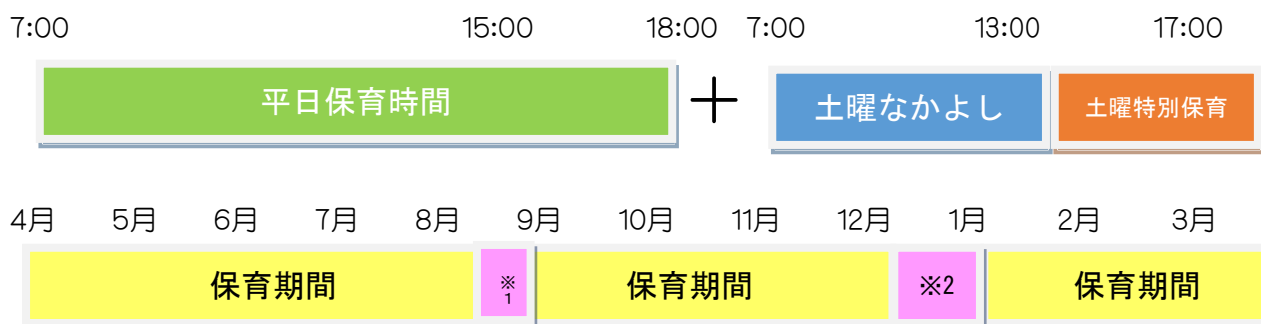 7:00 15:00 18:00 7:00 13:00 17:00
平日保育時間 + 土曜なかよし 土曜特別保育
4月 5月 6月 7月 8月 9月 10月 11月 12月 1月 2月 3月
保育期間 ※1 保育期間 ※2 保育期間